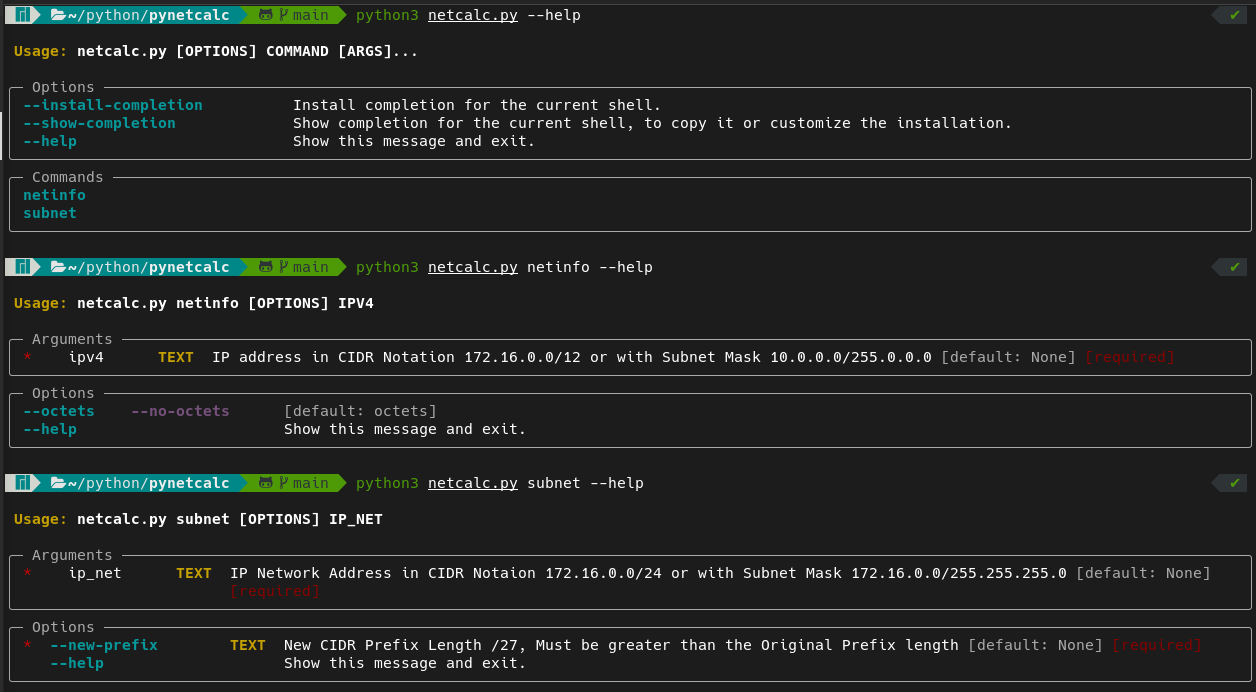 ~/python/pynetcalc main python3 netcalc.py --help ✔
Usage: netcalc.py [OPTIONS] COMMAND [ARGS]...
Options
--install-completion Install completion for the current shell.
--show-completion Show completion for the current shell, to copy it or customize the installation.
--help Show this message and exit.
Commands
netinfo
subnet
~/python/pynetcalc main python3 netcalc.py netinfo --help ✔
Usage: netcalc.py netinfo [OPTIONS] IPV4
Arguments
* ipv4 TEXT IP address in CIDR Notation 172.16.0.0/12 or with Subnet Mask 10.0.0.0/255.0.0.0 [default: None] [required]
Options
--octets --no-octets [default: octets]
--help Show this message and exit.
~/python/pynetcalc main python3 netcalc.py subnet --help ✔
Usage: netcalc.py subnet [OPTIONS] IP_NET
Arguments
* ip_net TEXT IP Network Address in CIDR Notaion 172.16.0.0/24 or with Subnet Mask 172.16.0.0/255.255.255.0 [default: None]
[required]
Options
* --new-prefix TEXT New CIDR Prefix Length /27, Must be greater than the Original Prefix length [default: None] [required]
--help Show this message and exit.